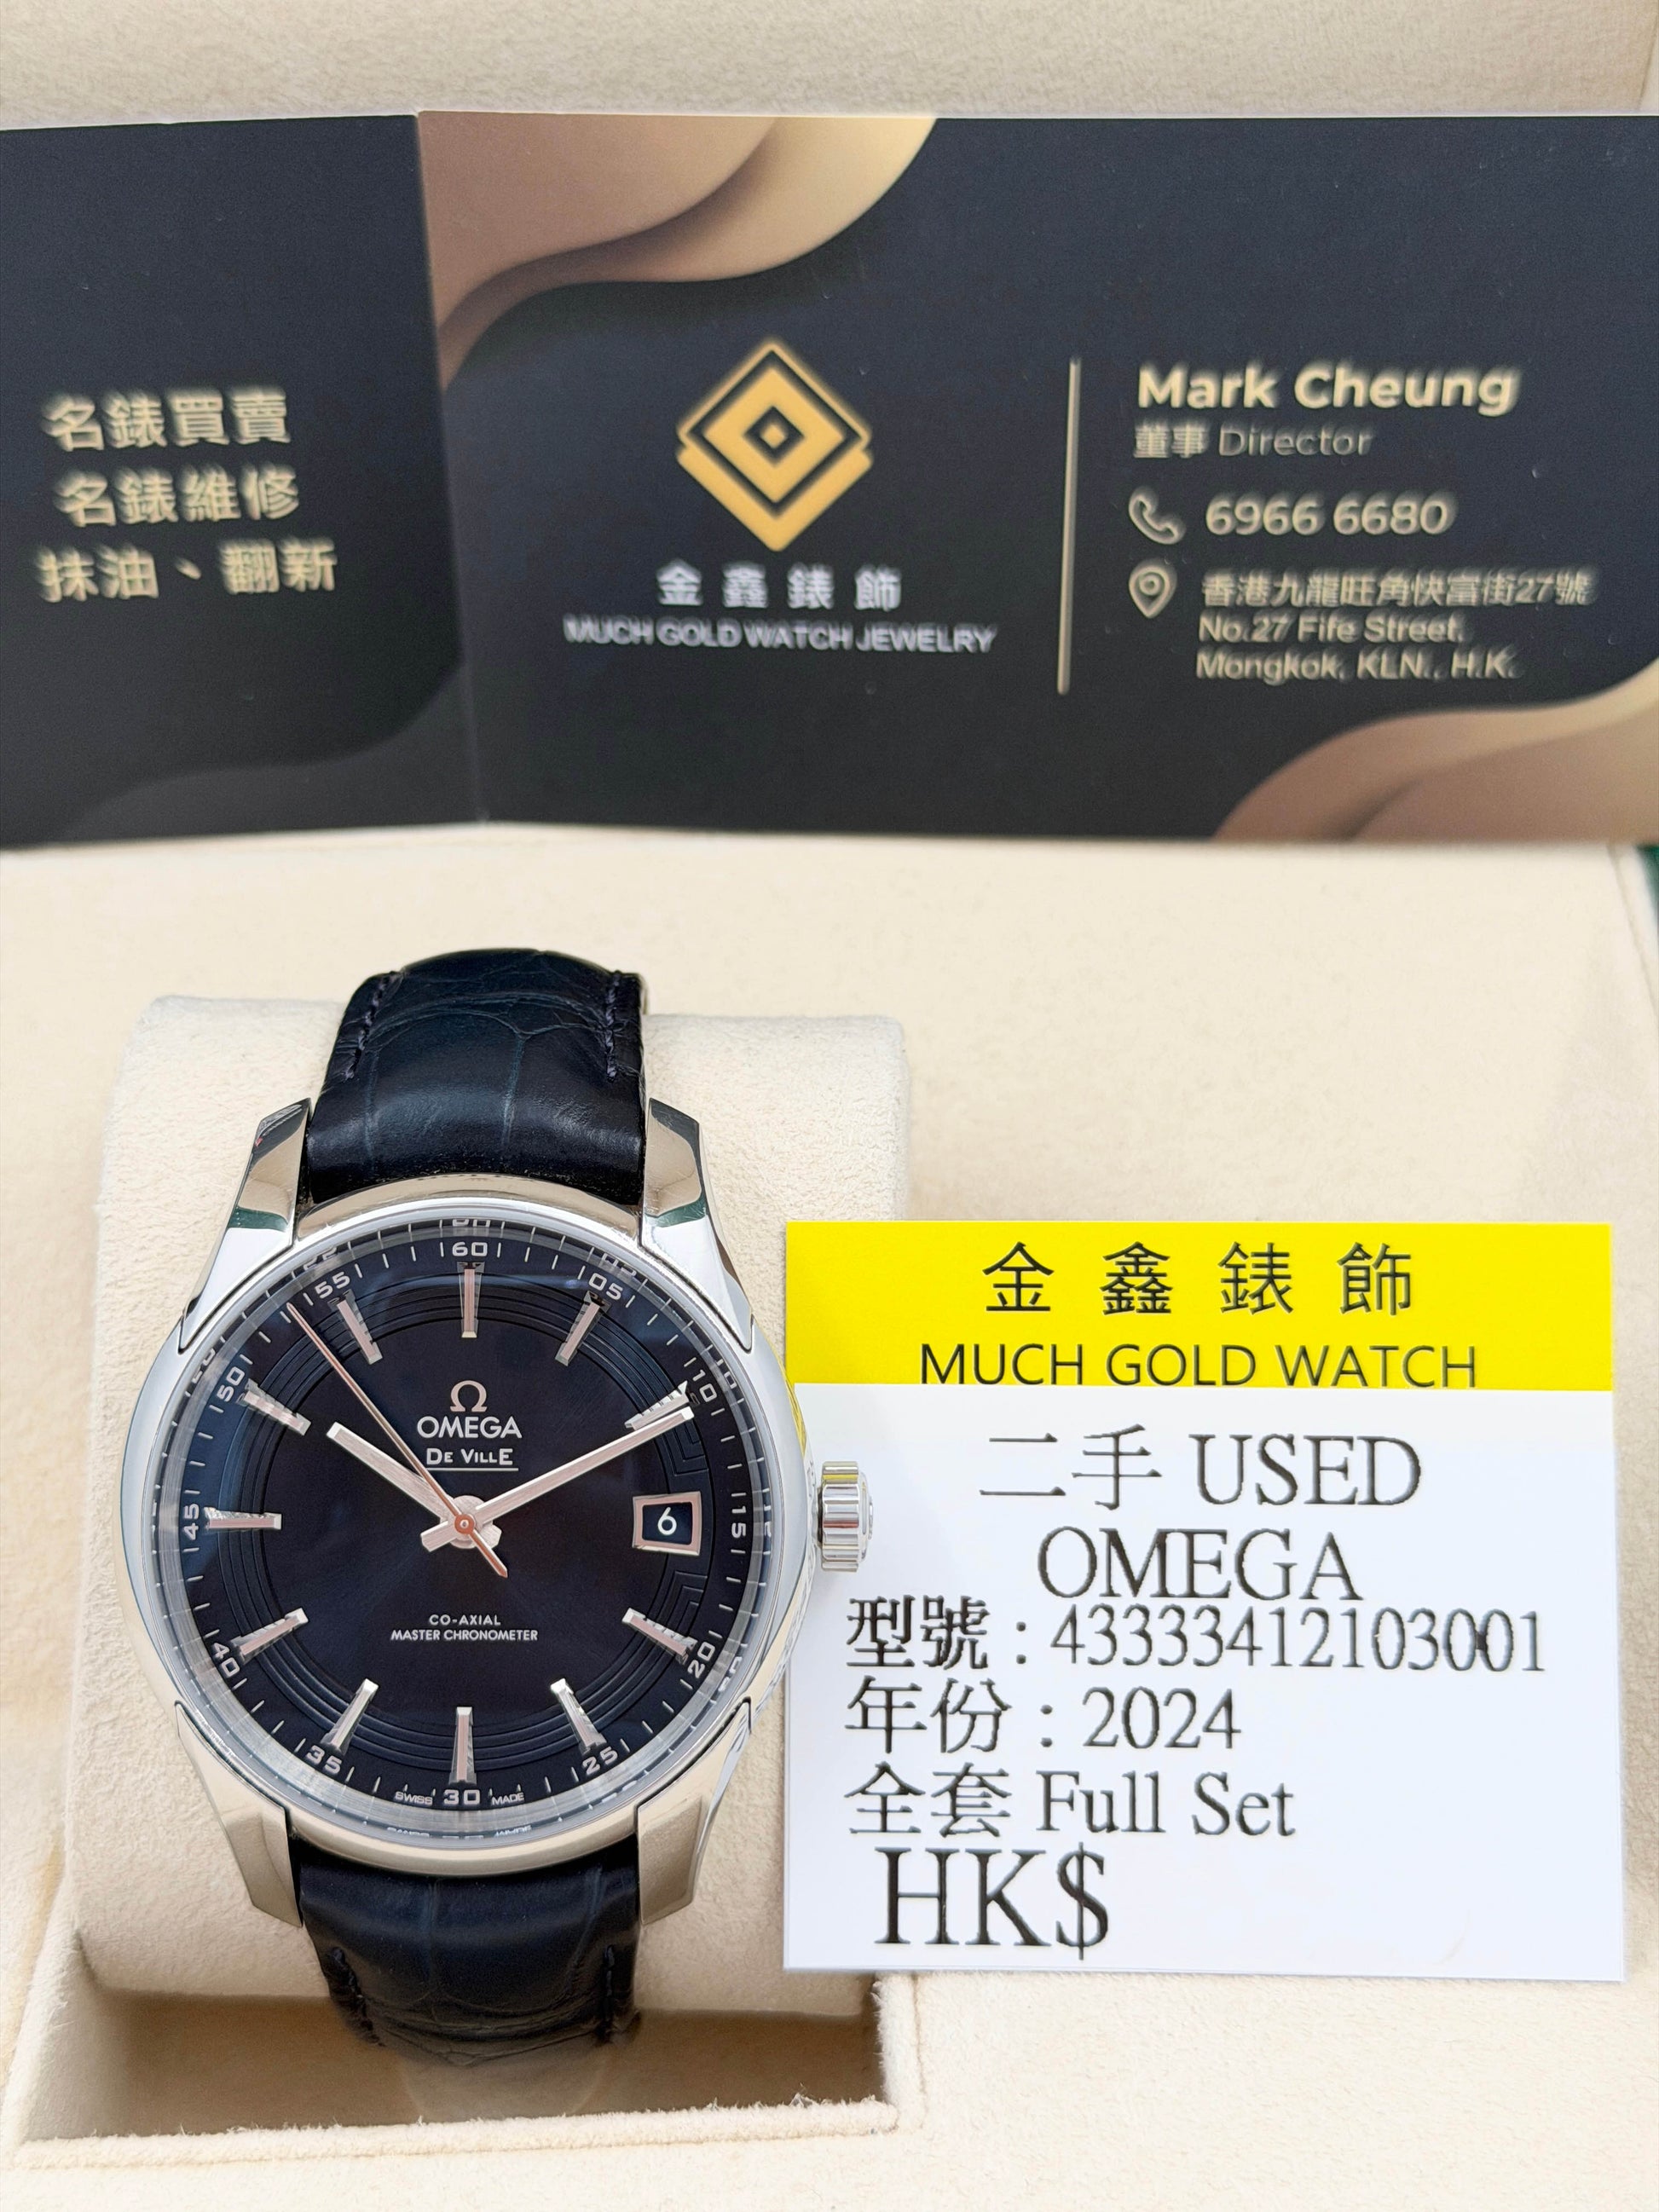 名錶買賣
名錶維修
抹油、翻新
金鑫錶飾
MUCH GOLD WATCH JEWELRY
Mark Cheung
董事 Director
6966 6680
香港九龍旺角快富街27號
No.27 Fife Street,
Mongkok, KLN., H.K.
60
05
10
15
20
25
30
35
40
45
50
55
Ω
OMEGA
DE VILLE
6
CO-AXIAL
MASTER CHRONOMETER
SWISS MADE
金鑫錶飾
MUCH GOLD WATCH
二手 USED
OMEGA
型號:43333412103001
年份:2024
全套 Full Set
HK$